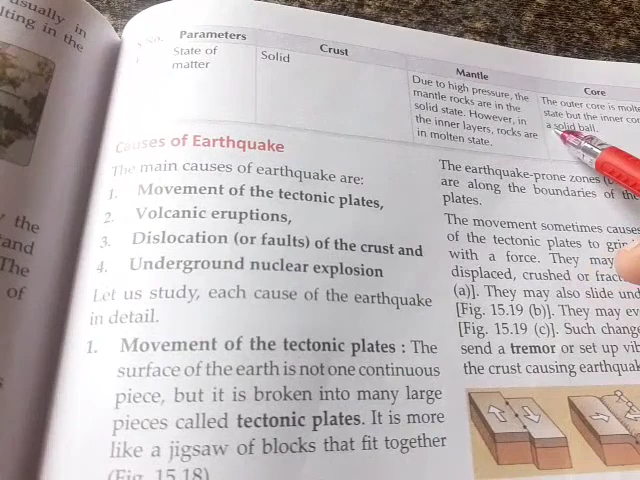 usually in
lting in the
Parameters Crust Mantle Core
State of
matter
Solid
Due to high pressure, the
mantle rocks are in the
solid state. However, in
the inner layers, rocks are
in molten state.
The outer core is
state but the inner
a solid ball.
the
and
The
of
Causes of Earthquake
The main causes of earthquake are:
1. Movement of the tectonic plates,
2. Volcanic eruptions,
3. Dislocation (or faults) of the crust and
4. Underground nuclear explosion
Let us study, each cause of the earthquake
in detail.
1. Movement of the tectonic plates : The
surface of the earth is not one continuous
piece, but it is broken into many large
pieces called tectonic plates. It is more
like a jigsaw of blocks that fit together
(Fig. 15.18)
The earthquake-prone zones
are along the boundaries of the
plates.
The movement sometimes causes
of the tectonic plates to
with a force. They may
displaced, crushed or
(a)]. They may also slide
[Fig. 15.19 (b)]. They may
[Fig. 15.19 (c)]. Such
send a tremor or set up
the crust causing